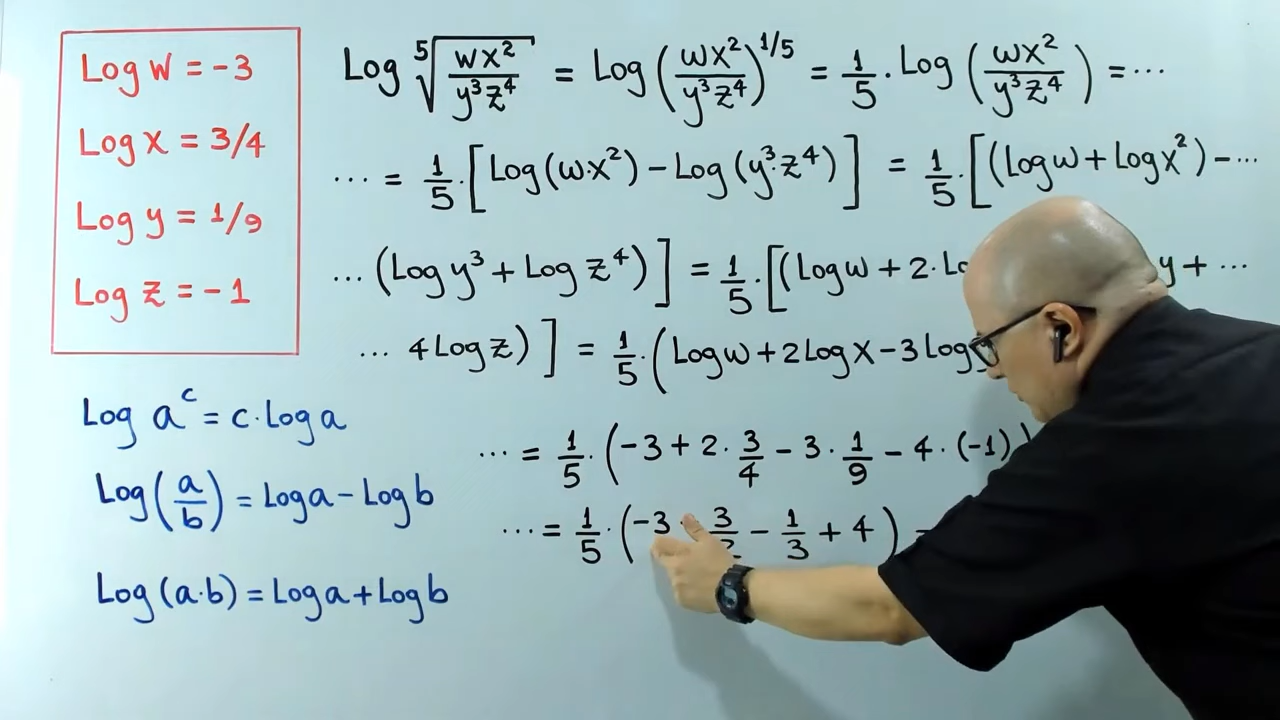 Log w = -3
Log x = 3/4
Log y = 1/9
Log z = -1
Log a^c = c·Log a
Log(a/b) = Log a - Log b
Log(a·b) = Log a + Log b
Log ⁵√(wx²/y³z⁴) = Log(wx²/y³z⁴)^1/5 = 1/5 · Log(wx²/y³z⁴) = ...
... = 1/5 · [Log(w·x²) - Log(y³·z⁴)] = 1/5 · [(Log w + Log x²) - ...
... (Log y³ + Log z⁴)] = 1/5 · [(Log w + 2· y + ...
... 4 Log z)] = 1/5 · (Log w + 2 Log x - 3 Log
... = 1/5 · (-3 + 2 · 3/4 - 3 · 1/9 - 4 · (-1))
... = 1/5 · (-3 3/2 - 1/3 + 4)